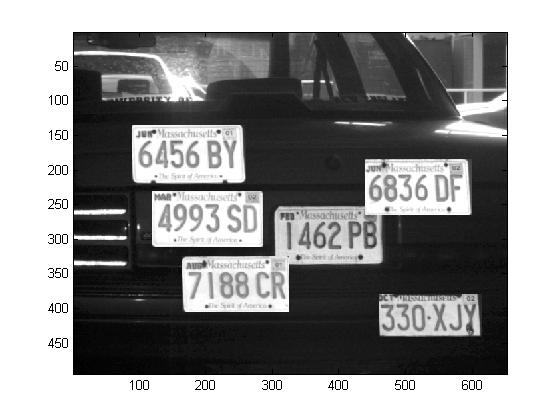 50
100
150
200
250
300
350
400
450
JUN Massachusetts 01
6456 BY
The Spirit of America
JUN Massachusetts 02
6836 DF
The Spirit of America
MAR Massachusetts 02
4993 SD
The Spirit of America
FEB Massachusetts
1462 PB
The Spirit of America
AUG Massachusetts 01
7188 CR
The Spirit of America
OCT Massachusetts 02
330·XJY
100 200 300 400 500 600